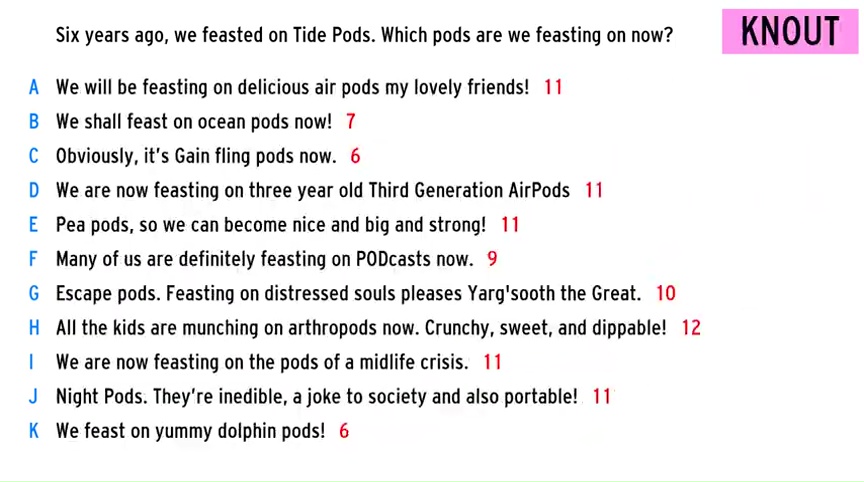 Six years ago, we feasted on Tide Pods. Which pods are we feasting on now?
KNOUT
A We will be feasting on delicious air pods my lovely friends! 11
B We shall feast on ocean pods now! 7
C Obviously, it's Gain fling pods now. 6
D We are now feasting on three year old Third Generation AirPods 11
E Pea pods, so we can become nice and big and strong! 11
F Many of us are definitely feasting on PODcasts now. 9
G Escape pods. Feasting on distressed souls pleases Yarg'sooth the Great. 10
H All the kids are munching on arthropods now. Crunchy, sweet, and dippable! 12
I We are now feasting on the pods of a midlife crisis. 11
J Night Pods. They're inedible, a joke to society and also portable! 11
K We feast on yummy dolphin pods! 6